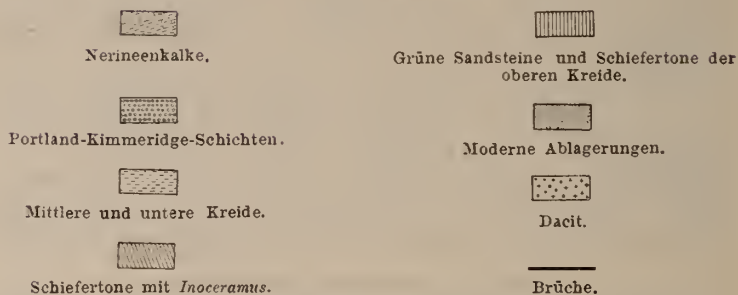 Nerineenkalke.
Portland-Kimmeridge-Schichten.
Mittlere und untere Kreide.
Schiefertone mit Inoceramus.
Grüne Sandsteine und Schiefertone der
oberen Kreide.
Moderne Ablagerungen.
Dacit.
Brüche.